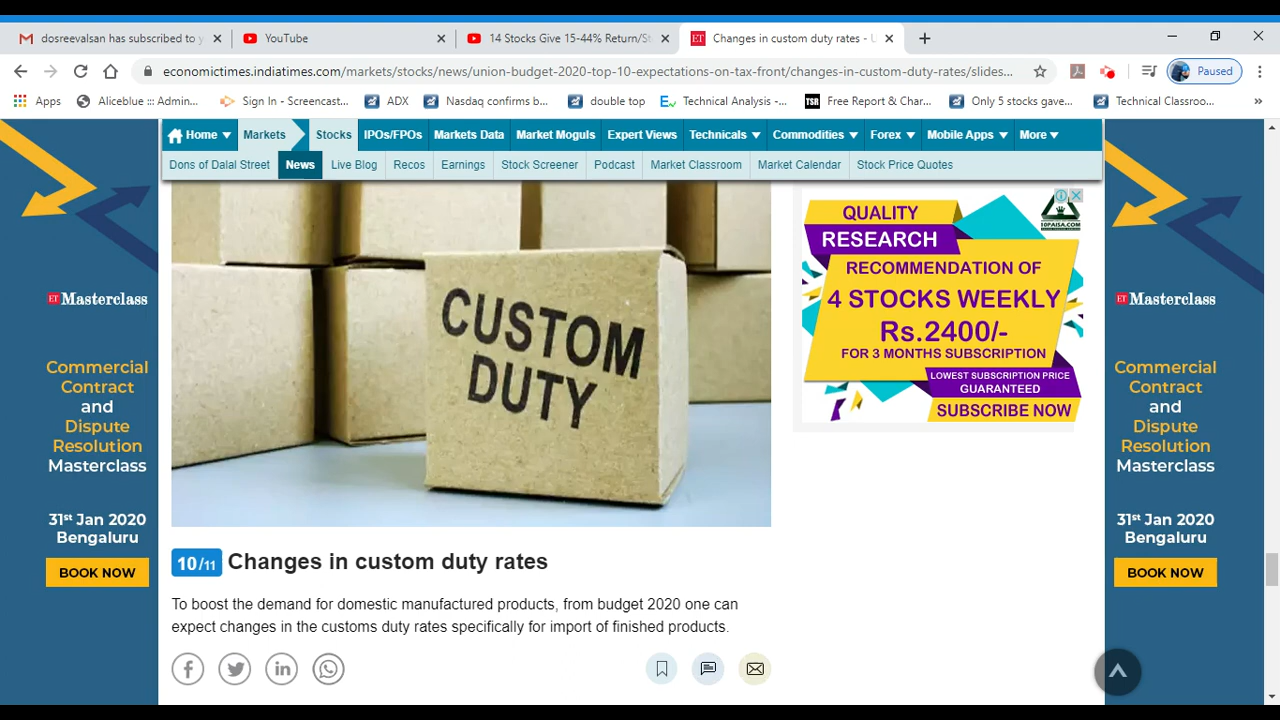 dosreevalsan has subscribed to y
YouTube
14 Stocks Give 15-44% Return/St
Changes in custom duty rates - U
economictimes.indiatimes.com/markets/stocks/news/union-budget-2020-top-10-expectations-on-tax-front/changes-in-custom-duty-rates/slides...
Paused
Apps
Aliceblue ::: Admin...
Sign In - Screencast...
ADX
Nasdaq confirms b...
double top
Technical Analysis -...
TSR
Free Report & Char...
Only 5 stocks gave...
Technical Classroo...
»
Home
Markets
Stocks
IPOs/FPOs
Markets Data
Market Moguls
Expert Views
Technicals
Commodities
Forex
Mobile Apps
More
Dons of Dalal Street
News
Live Blog
Recos
Earnings
Stock Screener
Podcast
Market Classroom
Market Calendar
Stock Price Quotes
ET Masterclass
Commercial
Contract
and
Dispute
Resolution
Masterclass
31st Jan 2020
Bengaluru
BOOK NOW
CUSTOM
DUTY
10/11 Changes in custom duty rates
To boost the demand for domestic manufactured products, from budget 2020 one can
expect changes in the customs duty rates specifically for import of finished products.
10PAISA.COM
QUALITY
RESEARCH
RECOMMENDATION OF
4 STOCKS WEEKLY
Rs.2400/-
FOR 3 MONTHS SUBSCRIPTION
LOWEST SUBSCRIPTION PRICE
GUARANTEED
SUBSCRIBE NOW
ET Masterclass
Commercial
Contract
and
Dispute
Resolution
Masterclass
31st Jan 2020
Bengaluru
BOOK NOW